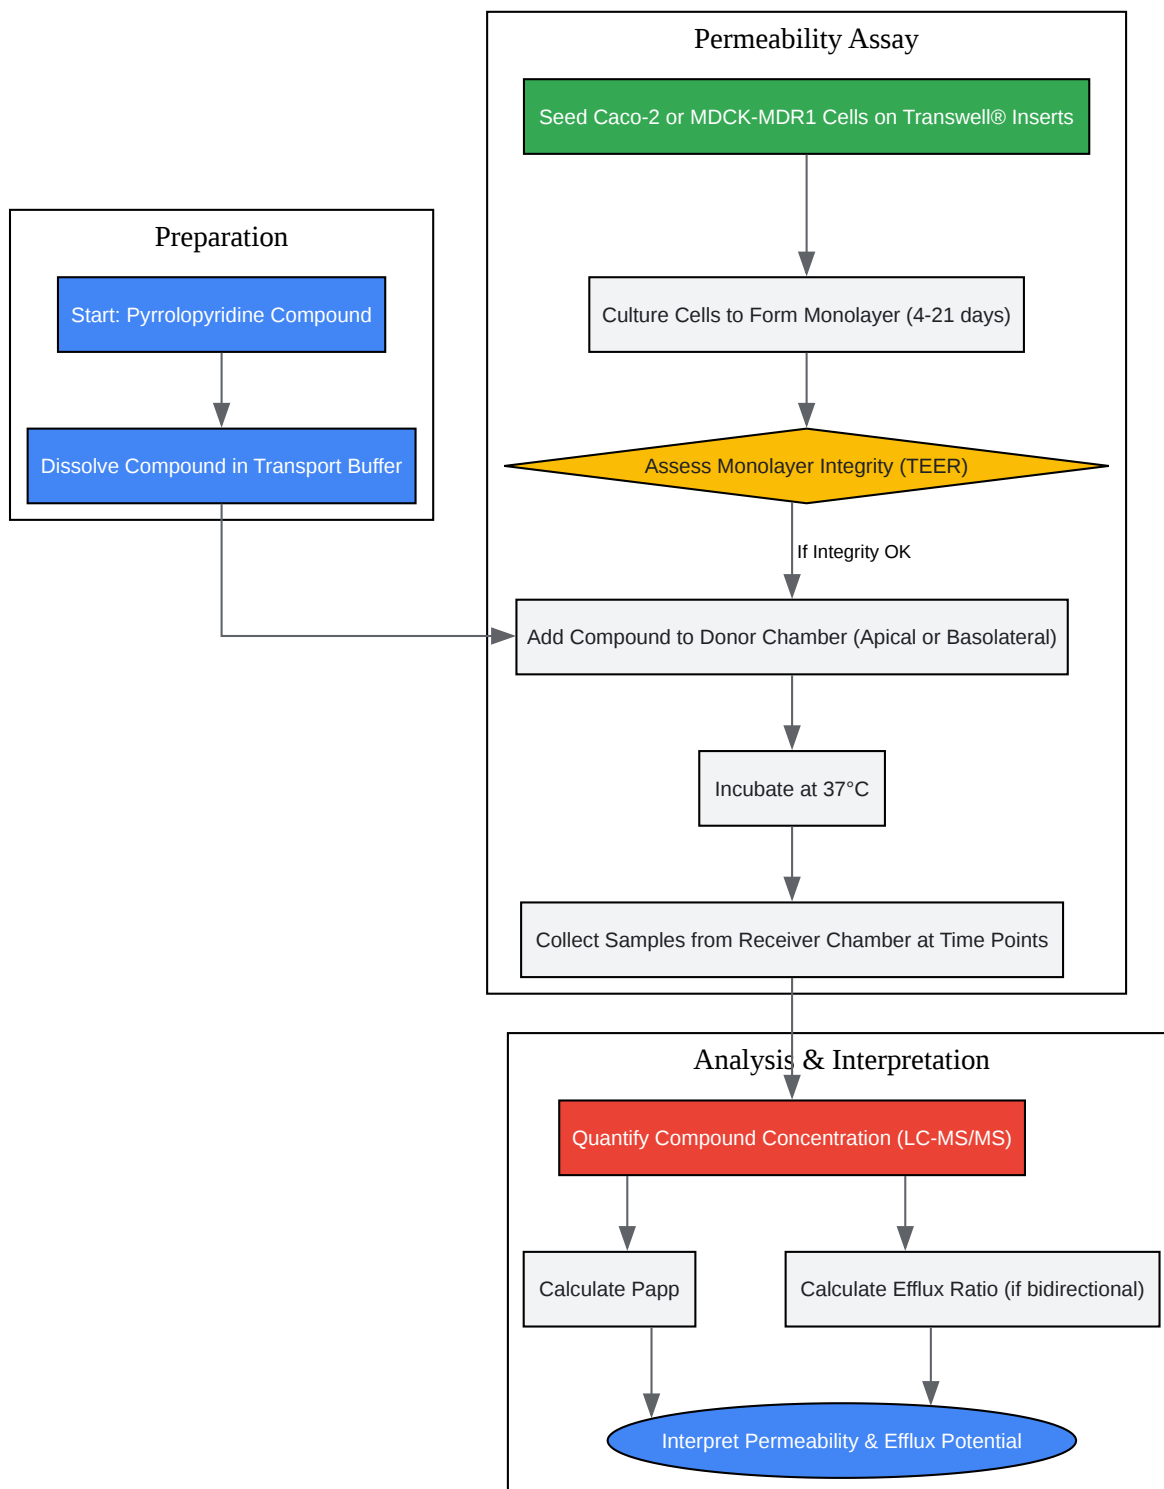 Permeability Assay
Seed Caco-2 or MDCK-MDR1 Cells on Transwell® Inserts
Preparation
Start: Pyrrolopyridine Compound
Culture Cells to Form Monolayer (4-21 days)
Dissolve Compound in Transport Buffer
Assess Monolayer Integrity (TEER)
If Integrity OK
Add Compound to Donor Chamber (Apical or Basolateral)
Incubate at 37°C
Collect Samples from Receiver Chamber at Time Points
Analysis & Interpretation
Quantify Compound Concentration (LC-MS/MS)
Calculate Papp
Calculate Efflux Ratio (if bidirectional)
Interpret Permeability & Efflux Potential